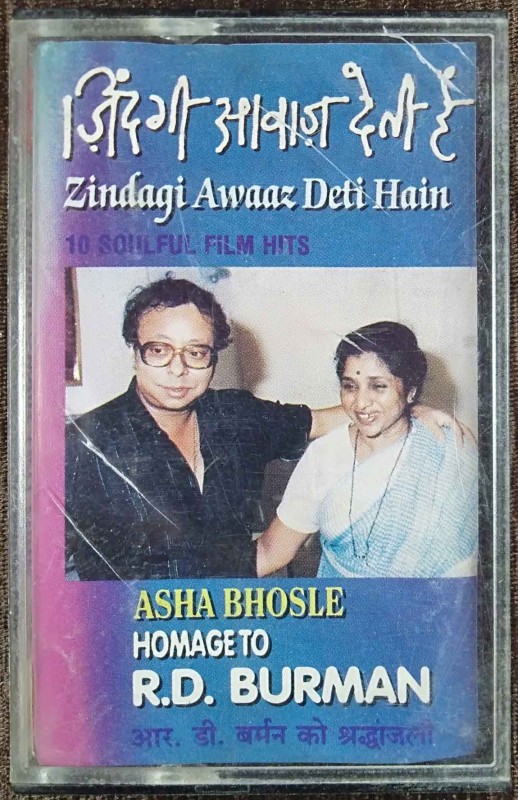 ज़िंदगी आवाज़ देती हैं
Zindagi Awaaz Deti Hain
10 SOULFUL FILM HITS
ASHA BHOSLE
HOMAGE TO
R.D. BURMAN
आर. डी. बर्मन को श्रद्धांजली